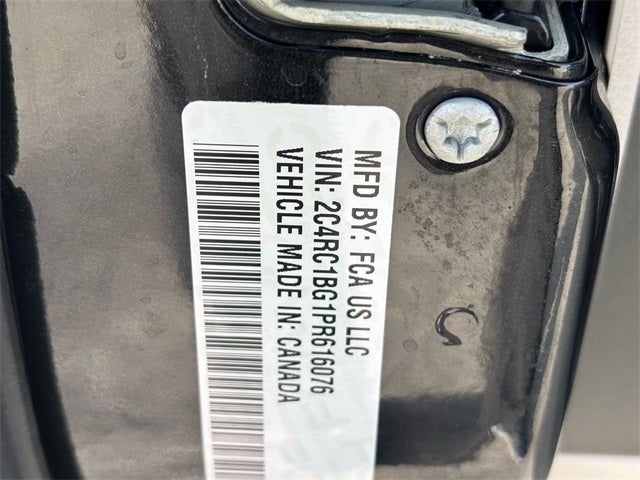 MFD BY: FCA US LLC
VIN: 2C4RC1BG1PR616076
VEHICLE MADE IN: CANADA